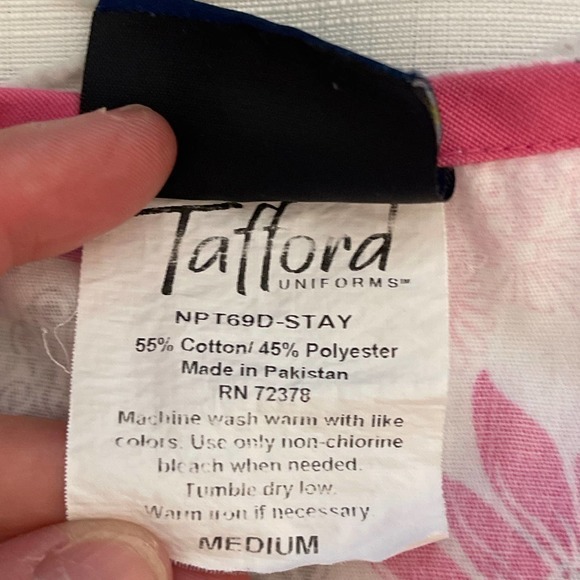 Tafford
UNIFORMS™
NPT69D-STAY
55% Cotton/ 45% Polyester
Made in Pakistan
RN 72378
Machine wash warm with like
colors. Use only non-chlorine
bleach when needed.
Tumble dry low.
Warm iron if necessary
MEDIUM